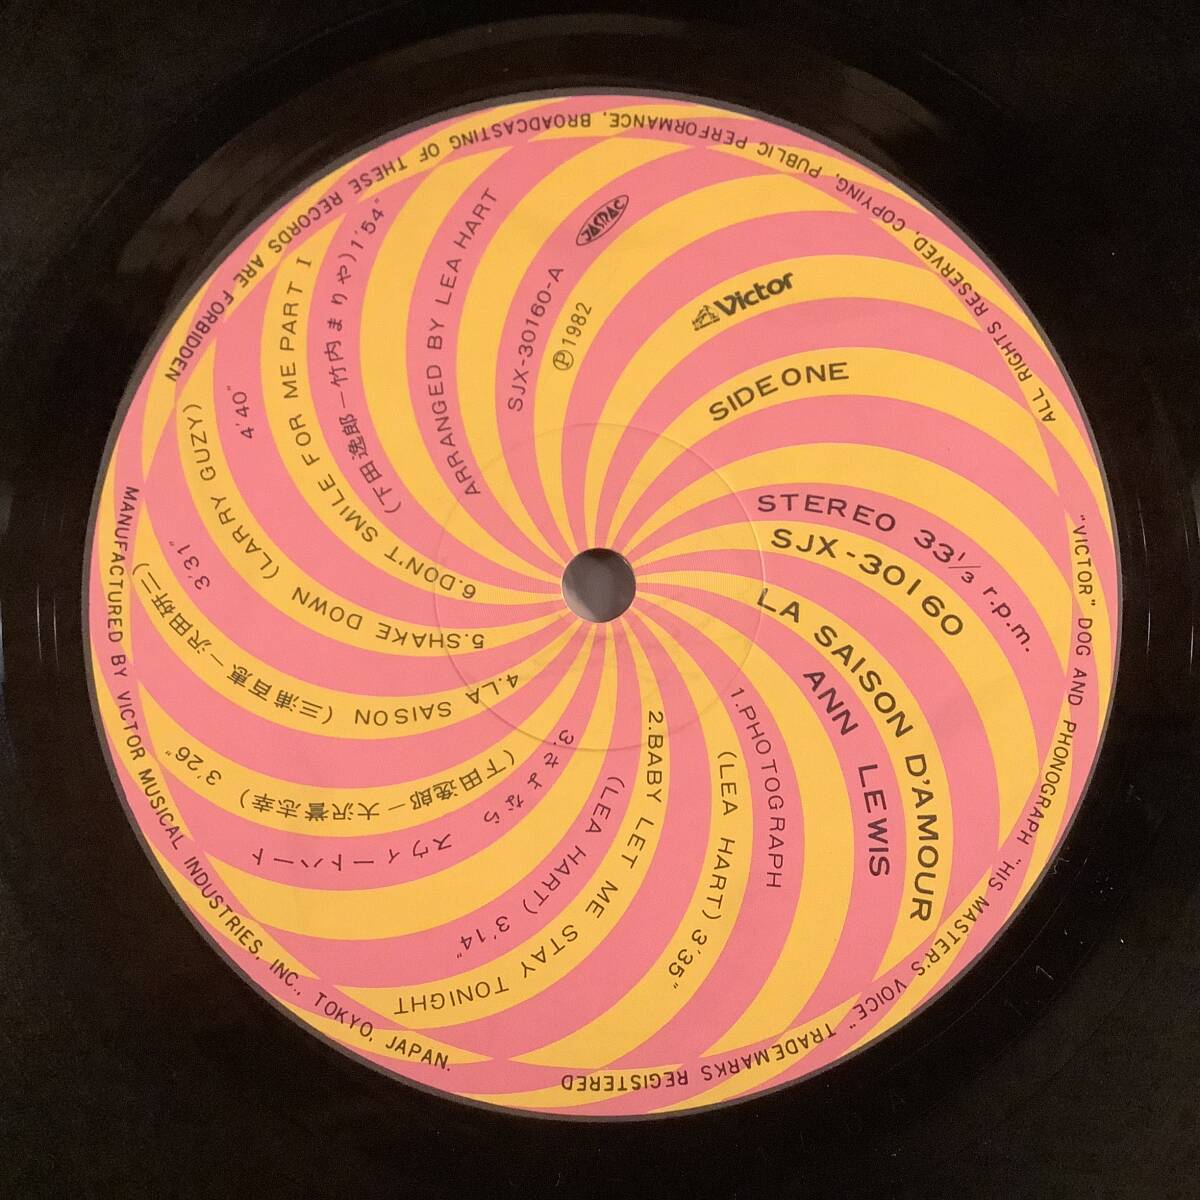 Victor
SIDE ONE
STEREO 33⅓ r.p.m.
SJX-30160
LA SAISON D'AMOUR
ANN LEWIS
1.PHOTOGRAPH
(LEA HART) 3'35"
2.BABY LET ME STAY TONIGHT
(LEA HART) 3'14"
3.さよなら スウィートハート
(下田逸郎—大沢誉志幸) 3'26"
4.LA SAISON (三浦百恵—沢田研二)
3'31"
5.SHAKE DOWN (LARRY GUZY)
4'40"
6.DON'T SMILE FOR ME PART I
(下田逸郎—竹内まりや)1'54"
ARRANGED BY LEA HART
SJX-30160-A
JASRAC
Ⓟ1982
ALL RIGHTS RESERVED, COPYING, PUBLIC PERFORMANCE, BROADCASTING OF THESE RECORDS ARE FORBIDDEN
MANUFACTURED BY VICTOR MUSICAL INDUSTRIES, INC., TOKYO, JAPAN.
"VICTOR" DOG AND PHONOGRAPH "HIS MASTER'S VOICE" TRADEMARKS REGISTERED